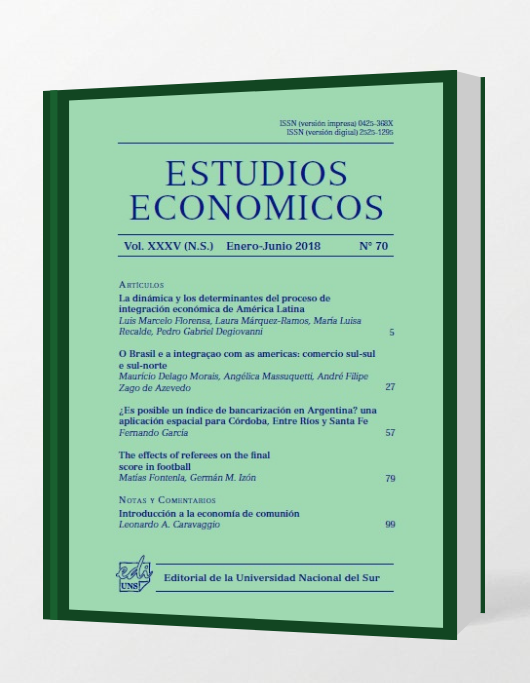 ISSN (versión impresa) 0425-368X
ISSN (versión digital) 2525-1295
ESTUDIOS
ECONOMICOS
Vol. XXXV (N.S.) Enero-Junio 2018 N° 70
Artículos
La dinámica y los determinantes del proceso de
integración económica de América Latina
Luis Marcelo Florensa, Laura Márquez-Ramos, María Luisa
Recalde, Pedro Gabriel Degiovanni 5
O Brasil e a integraçao com as americas: comercio sul-sul
e sul-norte
Mauricio Delago Morais, Angélica Massuquetti, André Filipe
Zago de Azevedo 27
¿Es posible un índice de bancarización en Argentina? una
aplicación espacial para Córdoba, Entre Ríos y Santa Fe
Fernando García 57
The effects of referees on the final
score in football
Matias Fontenla, Germán M. Izón 79
Notas y Comentarios
Introducción a la economía de comunión
Leonardo A. Caravaggio 99
edi
UNS
Editorial de la Universidad Nacional del Sur